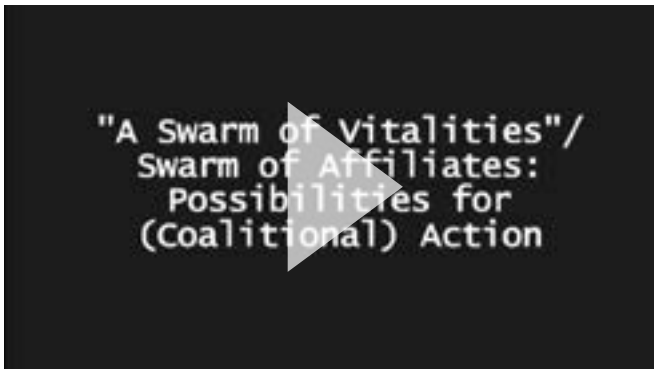 "A Swarm of Vitalities"/
Swarm of Affiliates:
Possibilities for
(Coalitional) Action